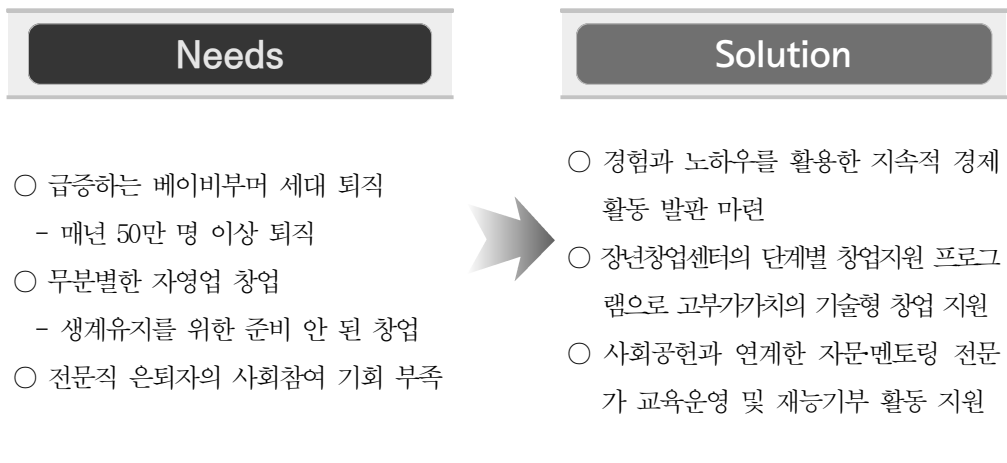 Needs
○ 급증하는 베이비부머 세대 퇴직
- 매년 50만 명 이상 퇴직
○ 무분별한 자영업 창업
- 생계유지를 위한 준비 안 된 창업
○ 전문직 은퇴자의 사회참여 기회 부족
Solution
○ 경험과 노하우를 활용한 지속적 경제
활동 발판 마련
○ 장년창업센터의 단계별 창업지원 프로그
램으로 고부가가치의 기술형 창업 지원
○ 사회공헌과 연계한 자문·멘토링 전문
가 교육운영 및 재능기부 활동 지원